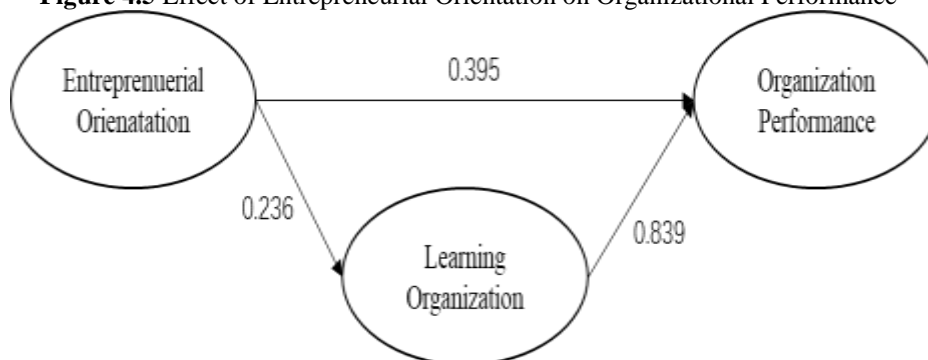 Figure 4.5 Effect of Entrepreneurial Orientation on Organizational Performance
Entreprenuerial
Orienatation
0.395
Organization
Performance
0.236
0.839
Learning
Organization